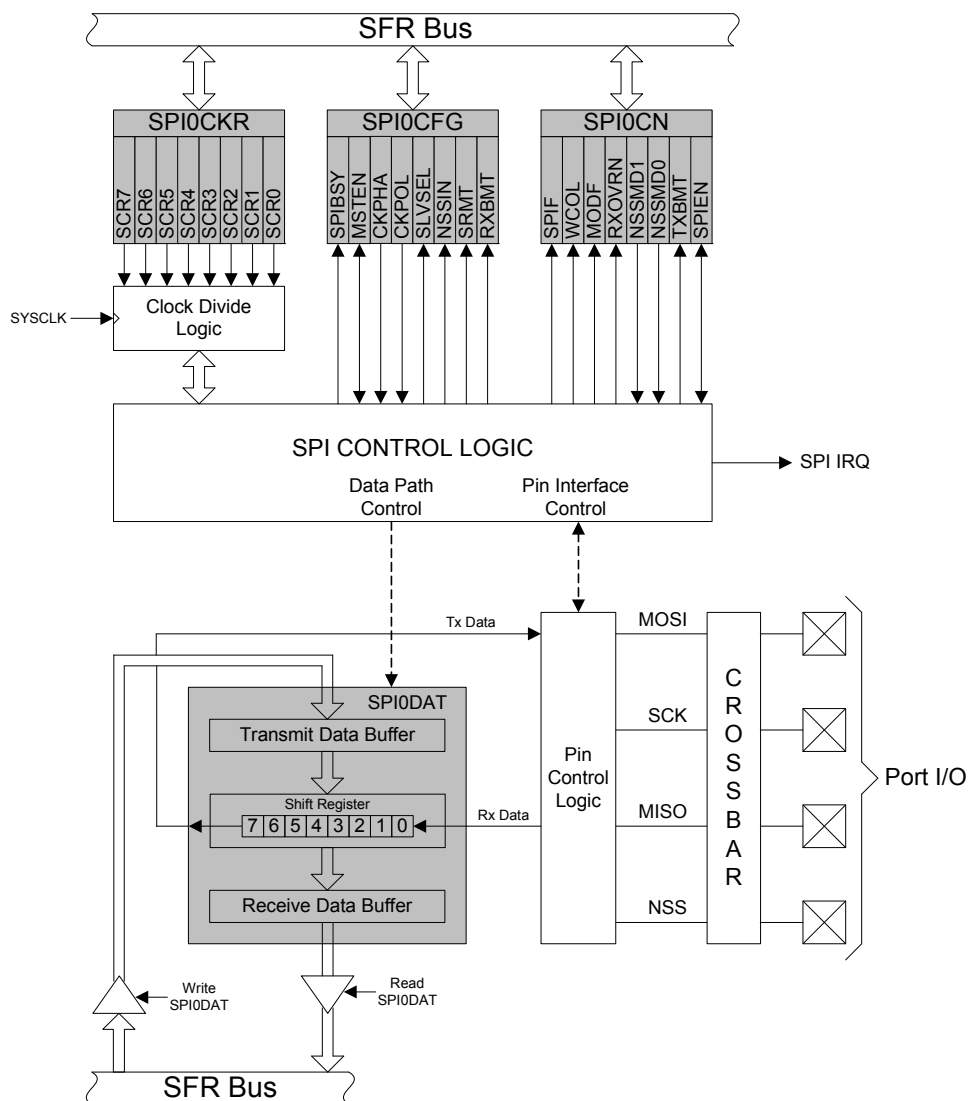 SFR Bus
SPI0CKR
SPI0CFG
SPI0CN
SCR7
SCR6
SCR5
SCR4
SCR3
SCR2
SCR1
SCR0
SPIBSY
MSTEN
CKPHA
CKPOL
SLVSEL
NSSIN
SRMT
RXBMT
SPIF
WCOL
MODF
RXOVRN
NSSMD1
NSSMD0
TXBMT
SPIEN
SYSCLK
Clock Divide
Logic
SPI CONTROL LOGIC
Data Path
Control
Pin Interface
Control
SPI IRQ
Tx Data
SPI0DAT
Transmit Data Buffer
Shift Register
7 6 5 4 3 2 1 0
Rx Data
Receive Data Buffer
Pin
Control
Logic
MOSI
SCK
MISO
NSS
CROSSBAR
Port I/O
Write
SPI0DAT
Read
SPI0DAT
SFR Bus